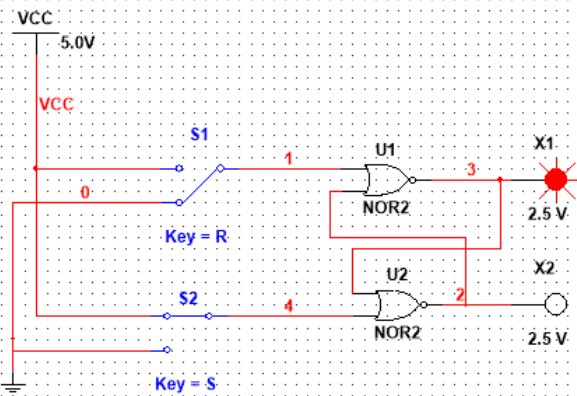 VCC
5.0V
VCC
S1
1
U1
3
X1
0
NOR2
2.5 V
Key = R
U2
X2
S2
4
2
NOR2
2.5 V
Key = S